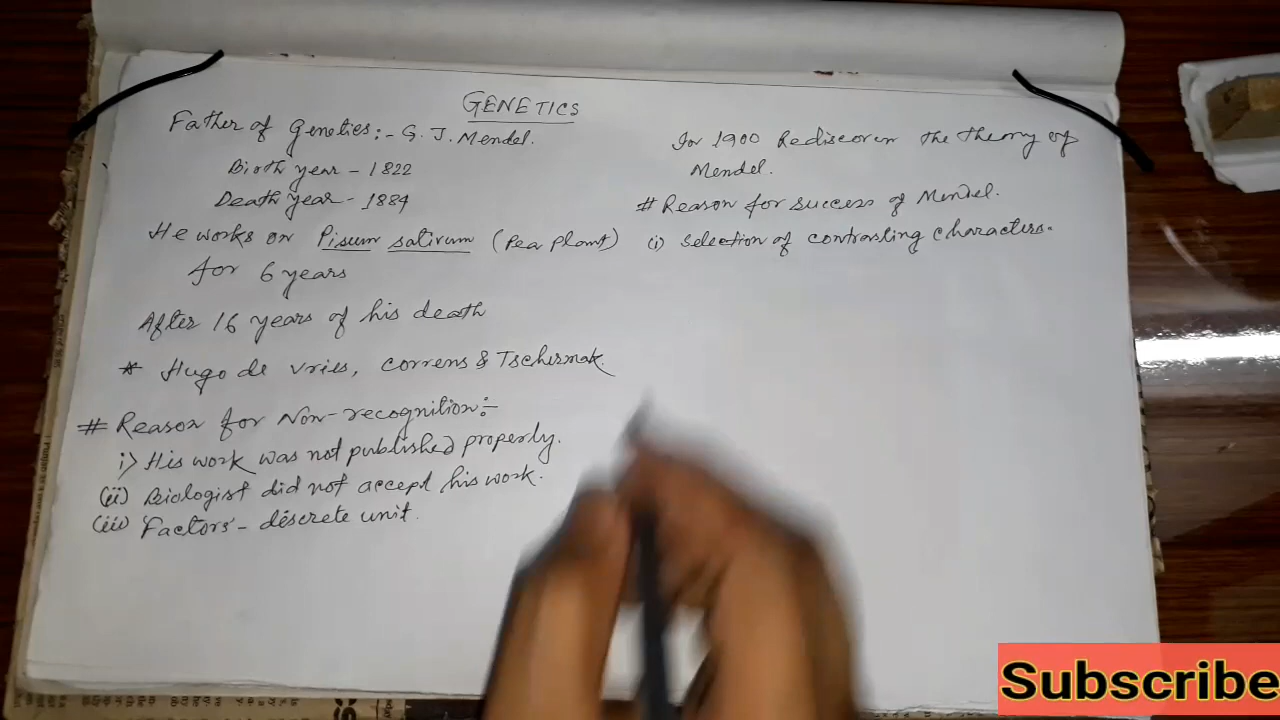 GENETICS
Father of Genetics:- G. J. Mendel.
Birth year - 1822
Death year - 1884
He works on Pisum sativum (Pea Plant)
for 6 years
After 16 years of his death
* Hugo de vries, correns & Tschermak.
# Reason for Non-recognition:-
i) His work was not published properly.
(ii) Biologist did not accept his work.
(iii) 'Factors' - discrete unit.
In 1900 Rediscover the theory of
Mendel.
# Reason for success of Mendel.
(i) Selection of contrasting characters.
Subscribe